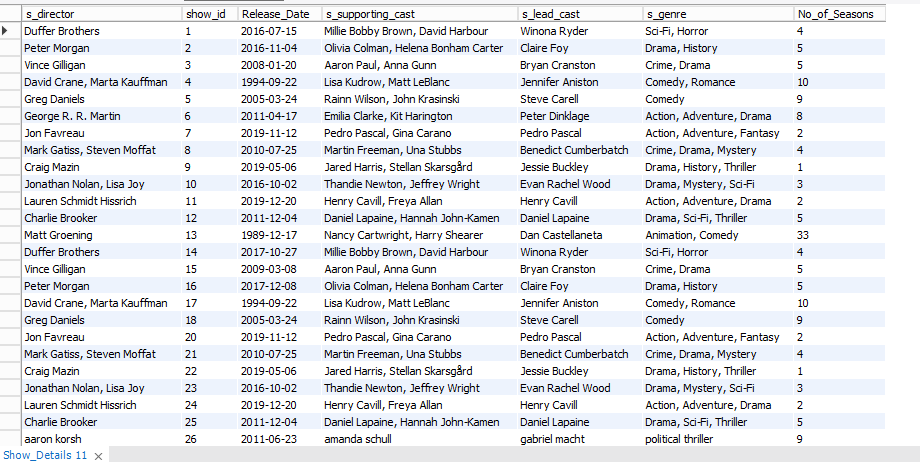 s_director show_id Release_Date s_supporting_cast s_lead_cast s_genre No_of_Seasons
Duffer Brothers 1 2016-07-15 Millie Bobby Brown, David Harbour Winona Ryder Sci-Fi, Horror 4
Peter Morgan 2 2016-11-04 Olivia Colman, Helena Bonham Carter Claire Foy Drama, History 5
Vince Gilligan 3 2008-01-20 Aaron Paul, Anna Gunn Bryan Cranston Crime, Drama 5
David Crane, Marta Kauffman 4 1994-09-22 Lisa Kudrow, Matt LeBlanc Jennifer Aniston Comedy, Romance 10
Greg Daniels 5 2005-03-24 Rainn Wilson, John Krasinski Steve Carell Comedy 9
George R. R. Martin 6 2011-04-17 Emilia Clarke, Kit Harington Peter Dinklage Action, Adventure, Drama 8
Jon Favreau 7 2019-11-12 Pedro Pascal, Gina Carano Pedro Pascal Action, Adventure, Fantasy 2
Mark Gatiss, Steven Moffat 8 2010-07-25 Martin Freeman, Una Stubbs Benedict Cumberbatch Crime, Drama, Mystery 4
Craig Mazin 9 2019-05-06 Jared Harris, Stellan Skarsgård Jessie Buckley Drama, History, Thriller 1
Jonathan Nolan, Lisa Joy 10 2016-10-02 Thandie Newton, Jeffrey Wright Evan Rachel Wood Drama, Mystery, Sci-Fi 3
Lauren Schmidt Hissrich 11 2019-12-20 Henry Cavill, Freya Allan Henry Cavill Action, Adventure, Drama 2
Charlie Brooker 12 2011-12-04 Daniel Lapaine, Hannah John-Kamen Daniel Lapaine Drama, Sci-Fi, Thriller 5
Matt Groening 13 1989-12-17 Nancy Cartwright, Harry Shearer Dan Castellaneta Animation, Comedy 33
Duffer Brothers 14 2017-10-27 Millie Bobby Brown, David Harbour Winona Ryder Sci-Fi, Horror 4
Vince Gilligan 15 2009-03-08 Aaron Paul, Anna Gunn Bryan Cranston Crime, Drama 5
Peter Morgan 16 2017-12-08 Olivia Colman, Helena Bonham Carter Claire Foy Drama, History 5
David Crane, Marta Kauffman 17 1994-09-22 Lisa Kudrow, Matt LeBlanc Jennifer Aniston Comedy, Romance 10
Greg Daniels 18 2005-03-24 Rainn Wilson, John Krasinski Steve Carell Comedy 9
Jon Favreau 20 2019-11-12 Pedro Pascal, Gina Carano Pedro Pascal Action, Adventure, Fantasy 2
Mark Gatiss, Steven Moffat 21 2010-07-25 Martin Freeman, Una Stubbs Benedict Cumberbatch Crime, Drama, Mystery 4
Craig Mazin 22 2019-05-06 Jared Harris, Stellan Skarsgård Jessie Buckley Drama, History, Thriller 1
Jonathan Nolan, Lisa Joy 23 2016-10-02 Thandie Newton, Jeffrey Wright Evan Rachel Wood Drama, Mystery, Sci-Fi 3
Lauren Schmidt Hissrich 24 2019-12-20 Henry Cavill, Freya Allan Henry Cavill Action, Adventure, Drama 2
Charlie Brooker 25 2011-12-04 Daniel Lapaine, Hannah John-Kamen Daniel Lapaine Drama, Sci-Fi, Thriller 5
aaron korsh 26 2011-06-23 amanda schull gabriel macht political thriller 9
Show_Details 11